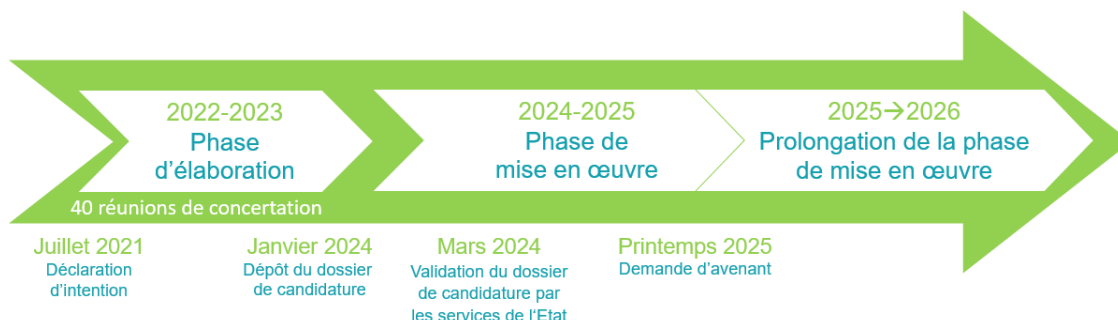 2022-2023
Phase
d'élaboration
2024-2025
Phase de
mise en œuvre
2025→2026
Prolongation de la phase
de mise en œuvre
40 réunions de concertation
Juillet 2021
Déclaration
d'intention
Janvier 2024
Dépôt du dossier
de candidature
Mars 2024
Validation du dossier
de candidature par
les services de l'Etat
Printemps 2025
Demande d'avenant